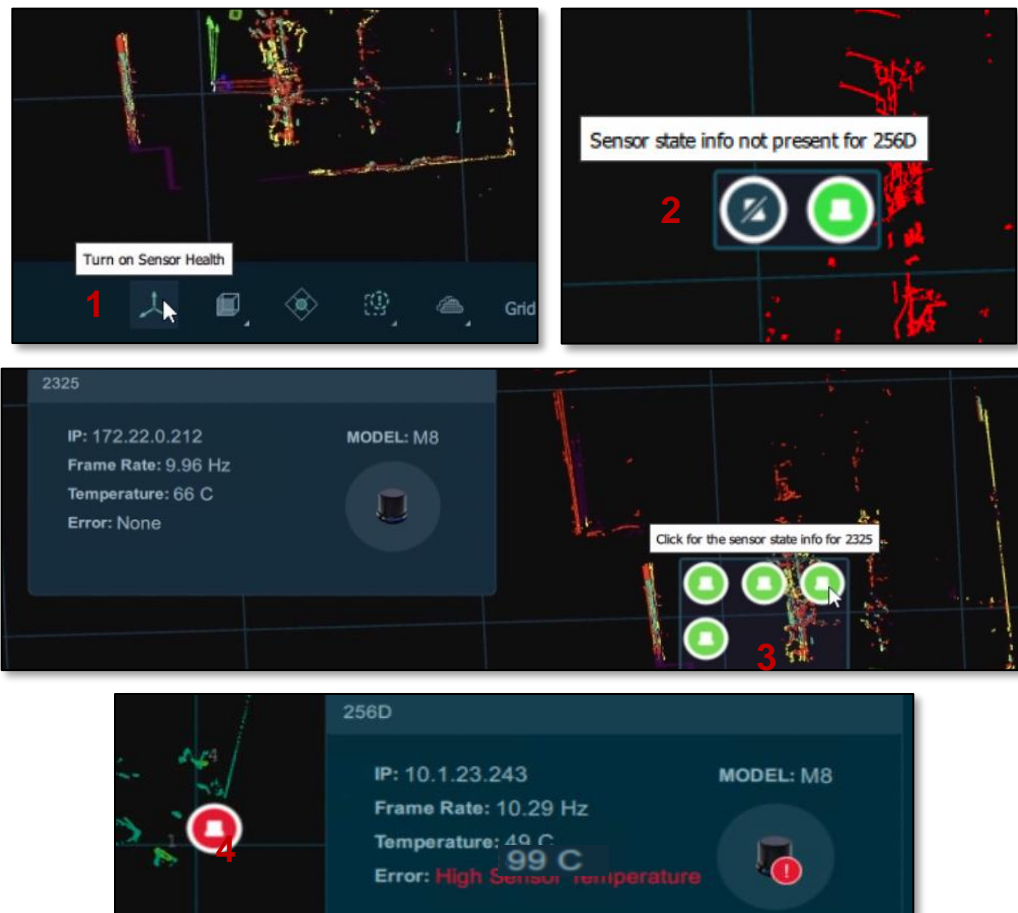 Turn on Sensor Health
1
Grid
Sensor state info not present for 256D
2
2325
IP: 172.22.0.212
MODEL: M8
Frame Rate: 9.96 Hz
Temperature: 66 C
Error: None
Click for the sensor state info for 2325
3
256D
4
1
IP: 10.1.23.243
MODEL: M8
Frame Rate: 10.29 Hz
Temperature: 49 C
99 C
Error: High Sensor Temperature
4